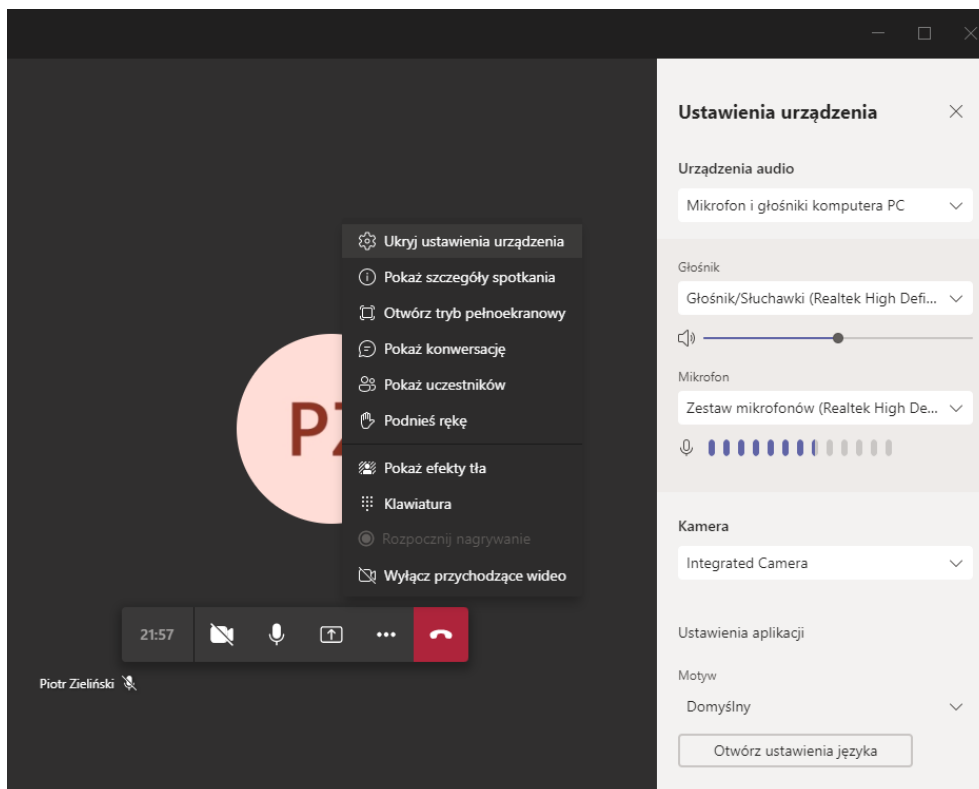 Ustawienia urządzenia
Urządzenia audio
Mikrofon i głośniki komputera PC
Głośnik
Głośnik/Słuchawki (Realtek High Defi...
Mikrofon
Zestaw mikrofonów (Realtek High De...
Kamera
Integrated Camera
Ustawienia aplikacji
Motyw
Domyślny
Otwórz ustawienia języka
Ukryj ustawienia urządzenia
Pokaż szczegóły spotkania
Otwórz tryb pełnoekranowy
Pokaż konwersację
Pokaż uczestników
Podnieś rękę
Pokaż efekty tła
Klawiatura
Rozpocznij nagrywanie
Wyłącz przychodzące wideo
PZ
21:57
Piotr Zieliński